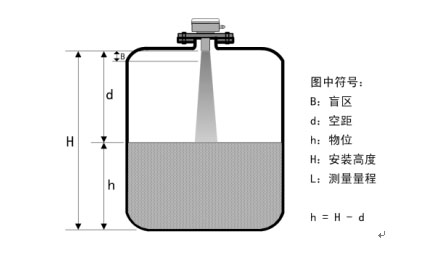 B
d
H
h
图中符号:
B: 盲区
d: 空距
h: 物位
H: 安装高度
L: 测量量程
h = H - d